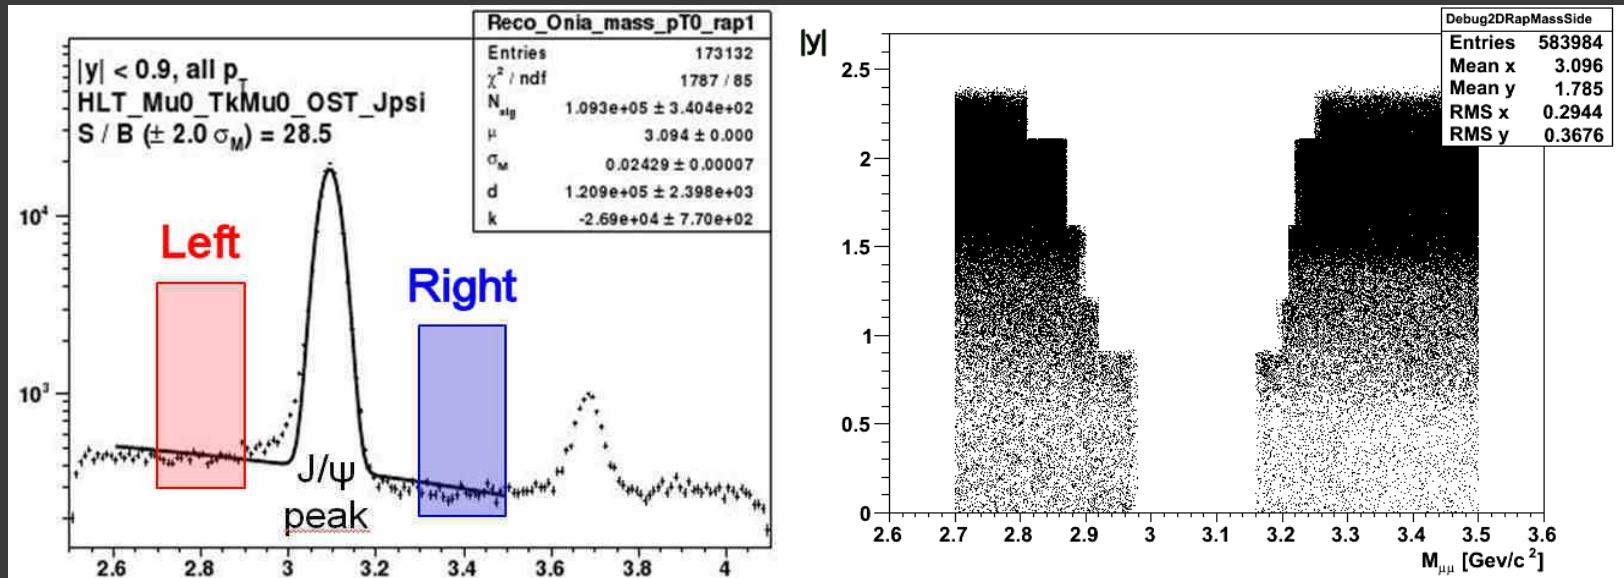 Reco_Onia_mass_pT0_rap1
Entries 173132
χ² / ndf 1787 / 85
N_sig 1.093e+05 ± 3.404e+02
μ 3.094 ± 0.000
σ_M 0.02429 ± 0.00007
d 1.209e+05 ± 2.398e+03
k -2.69e+04 ± 7.70e+02
|y| < 0.9, all p_T
HLT_Mu0_TkMu0_OST_Jpsi
S / B (± 2.0 σ_M) = 28.5
10⁴
10³
Left
Right
J/ψ
peak
2.6 2.8 3 3.2 3.4 3.6 3.8 4
Debug2DRapMassSide
Entries 583984
Mean x 3.096
Mean y 1.785
RMS x 0.2944
RMS y 0.3676
|y|
2.5
2
1.5
1
0.5
0
2.6 2.7 2.8 2.9 3 3.1 3.2 3.3 3.4 3.5 3.6
M_μμ [Gev/c²]